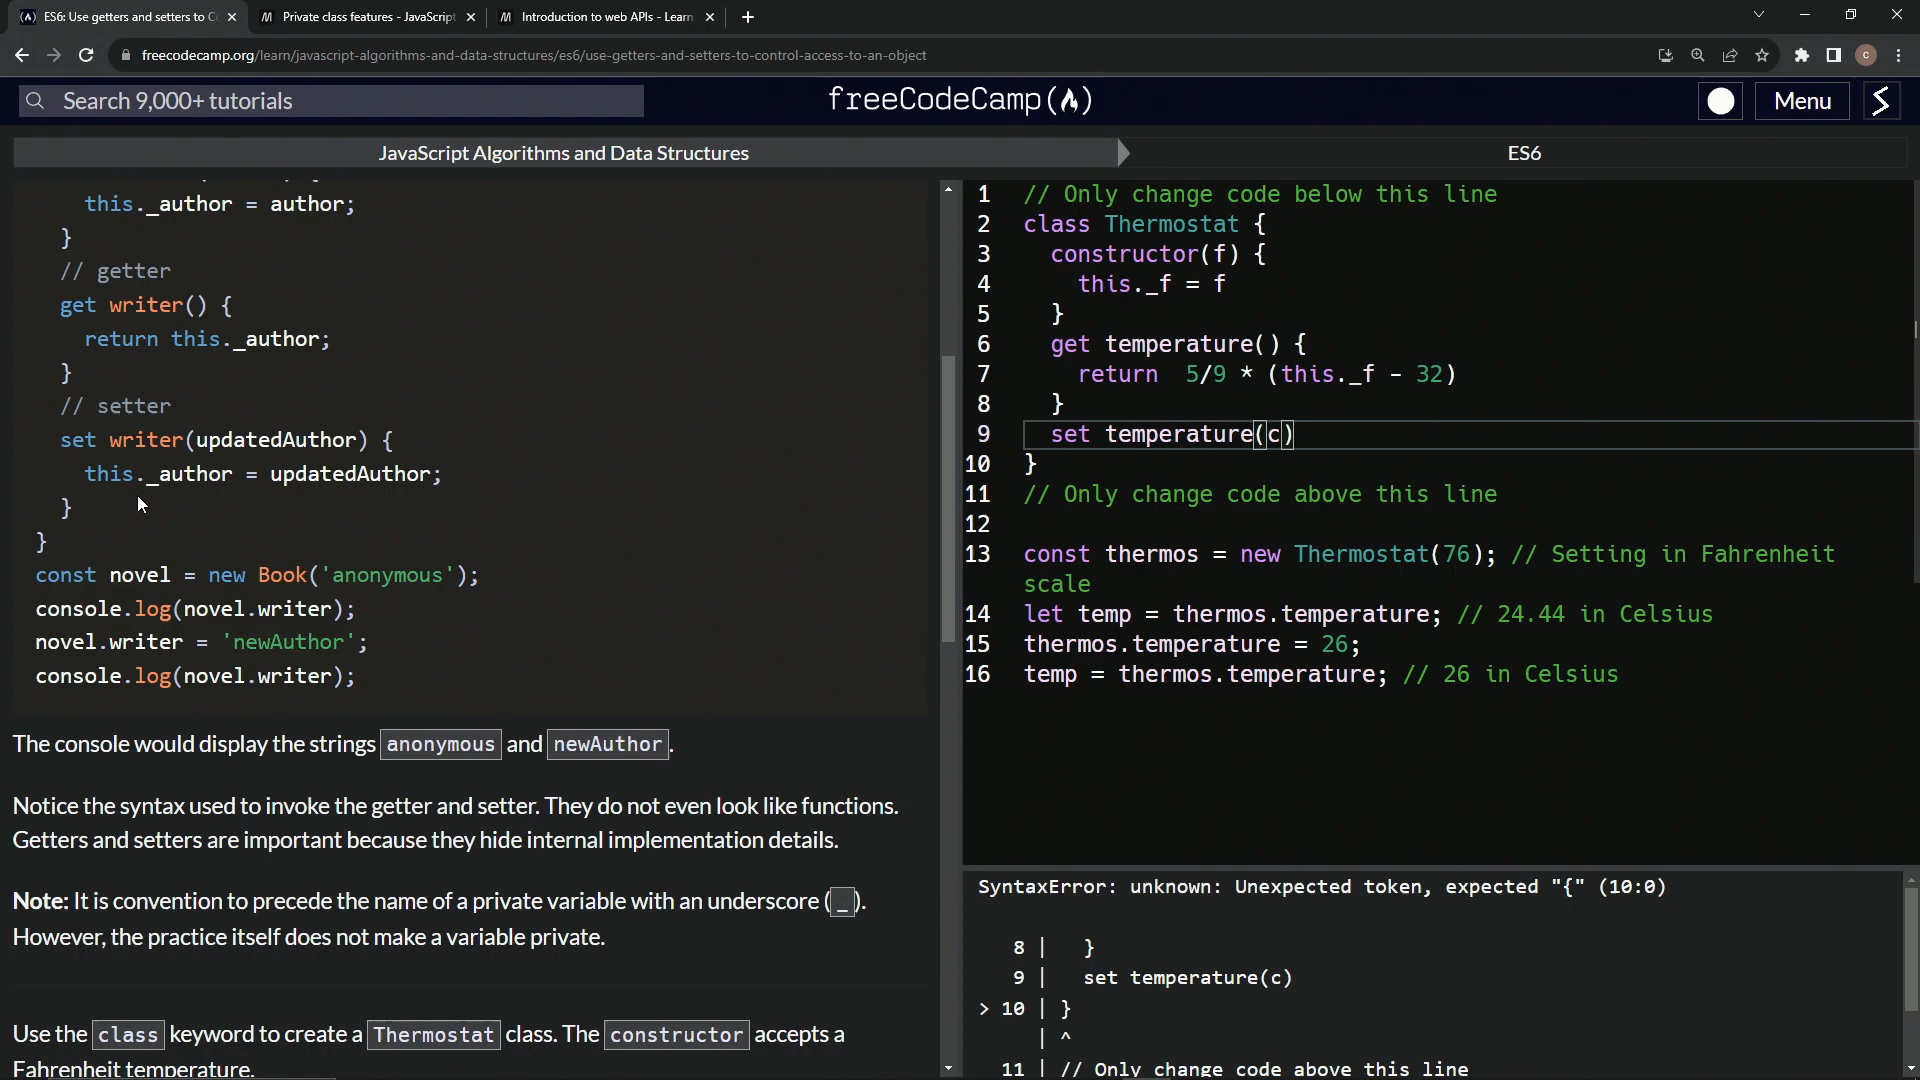 ES6: Use getters and setters to Co
Private class features - JavaScript
Introduction to web APIs - Learn
freecodecamp.org/learn/javascript-algorithms-and-data-structures/es6/use-getters-and-setters-to-control-access-to-an-object
c
Search 9,000+ tutorials
freeCodeCamp
Menu
JavaScript Algorithms and Data Structures
ES6
this._author = author;
}
// getter
get writer() {
return this._author;
}
// setter
set writer(updatedAuthor) {
this._author = updatedAuthor;
}
}
const novel = new Book('anonymous');
console.log(novel.writer);
novel.writer = 'newAuthor';
console.log(novel.writer);
The console would display the strings anonymous and newAuthor.
Notice the syntax used to invoke the getter and setter. They do not even look like functions.
Getters and setters are important because they hide internal implementation details.
Note: It is convention to precede the name of a private variable with an underscore (_).
However, the practice itself does not make a variable private.
Use the class keyword to create a Thermostat class. The constructor accepts a
Fahrenheit temperature.
1 // Only change code below this line
2 class Thermostat {
3 constructor(f) {
4 this._f = f
5 }
6 get temperature() {
7 return 5/9 * (this._f - 32)
8 }
9 set temperature(c)
10 }
11 // Only change code above this line
12
13 const thermos = new Thermostat(76); // Setting in Fahrenheit
scale
14 let temp = thermos.temperature; // 24.44 in Celsius
15 thermos.temperature = 26;
16 temp = thermos.temperature; // 26 in Celsius
SyntaxError: unknown: Unexpected token, expected "{" (10:0)
8 | }
9 | set temperature(c)
> 10 | }
| ^
11 | // Only change code above this line